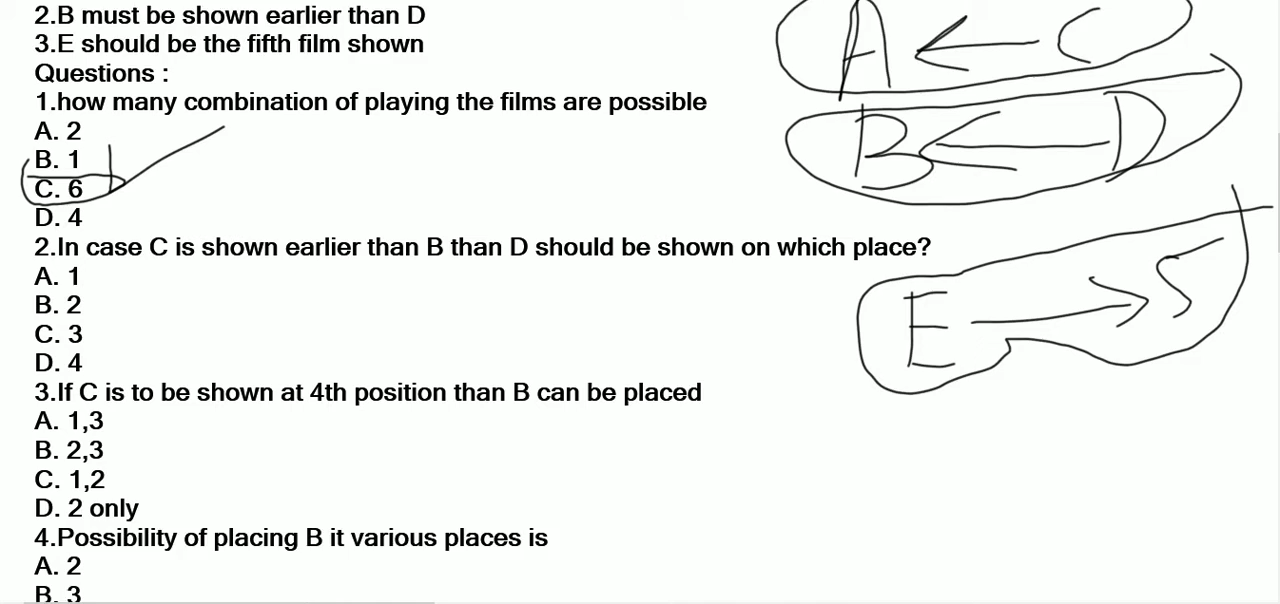 2.B must be shown earlier than D
3.E should be the fifth film shown
Questions :
1.how many combination of playing the films are possible
A. 2
B. 1
C. 6
D. 4
2.In case C is shown earlier than B than D should be shown on which place?
A. 1
B. 2
C. 3
D. 4
3.If C is to be shown at 4th position than B can be placed
A. 1,3
B. 2,3
C. 1,2
D. 2 only
4.Possibility of placing B it various places is
A. 2
B. 3
A ← C
B ← D
E → 5